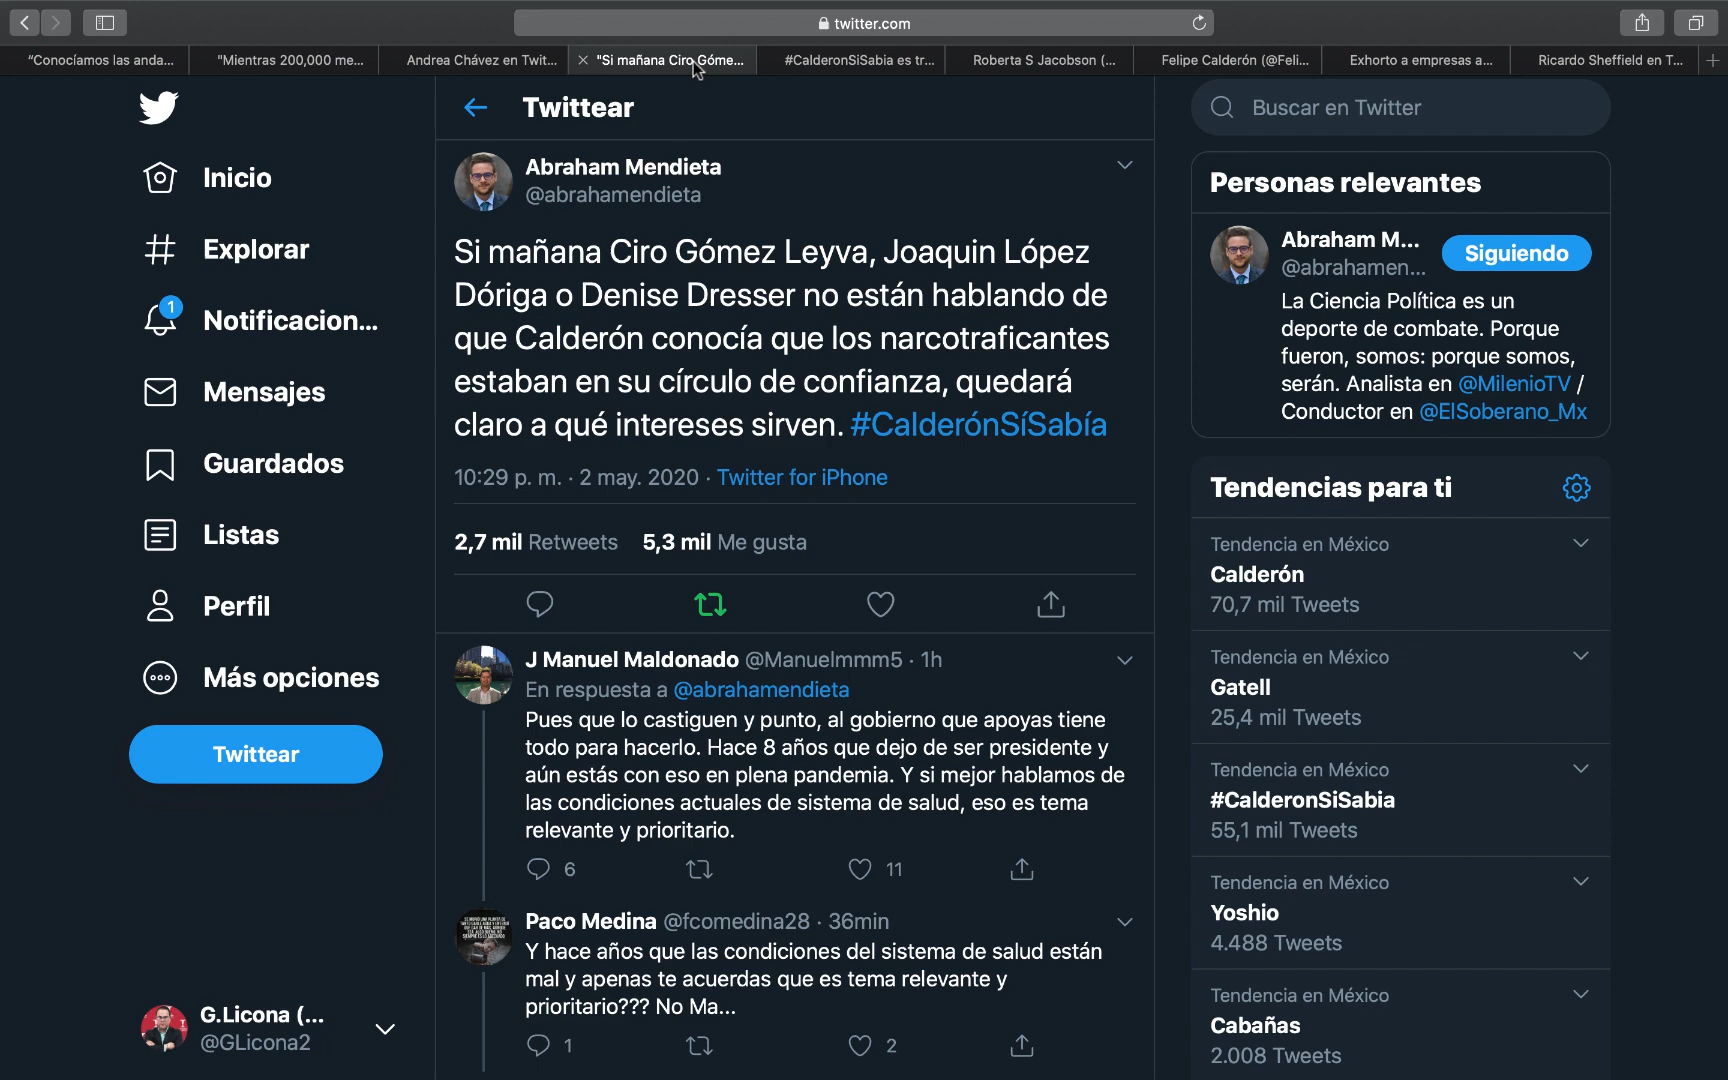 twitter.com
"Conocíamos las anda...
"Mientras 200,000 me...
Andrea Chávez en Twit...
"Si mañana Ciro Góme...
#CalderonSiSabia es tr...
Roberta S Jacobson (...
Felipe Calderón (@Feli...
Exhorto a empresas a...
Ricardo Sheffield en T...
Inicio
Explorar
1
Notificacion...
Mensajes
Guardados
Listas
Perfil
Más opciones
Twittear
G.Licona (...
@GLicona2
Twittear
Abraham Mendieta
@abrahamendieta
Si mañana Ciro Gómez Leyva, Joaquin López
Dóriga o Denise Dresser no están hablando de
que Calderón conocía que los narcotraficantes
estaban en su círculo de confianza, quedará
claro a qué intereses sirven. #CalderónSíSabía
10:29 p. m. · 2 may. 2020 · Twitter for iPhone
2,7 mil Retweets 5,3 mil Me gusta
J Manuel Maldonado @Manuelmmm5 · 1h
En respuesta a @abrahamendieta
Pues que lo castiguen y punto, al gobierno que apoyas tiene
todo para hacerlo. Hace 8 años que dejo de ser presidente y
aún estás con eso en plena pandemia. Y si mejor hablamos de
las condiciones actuales de sistema de salud, eso es tema
relevante y prioritario.
6 11
Paco Medina @fcomedina28 · 36min
Y hace años que las condiciones del sistema de salud están
mal y apenas te acuerdas que es tema relevante y
prioritario??? No Ma...
1 2
Buscar en Twitter
Personas relevantes
Abraham M...
@abrahamen...
Siguiendo
La Ciencia Política es un
deporte de combate. Porque
fueron, somos: porque somos,
serán. Analista en @MilenioTV /
Conductor en @ElSoberano_Mx
Tendencias para ti
Tendencia en México
Calderón
70,7 mil Tweets
Tendencia en México
Gatell
25,4 mil Tweets
Tendencia en México
#CalderonSiSabia
55,1 mil Tweets
Tendencia en México
Yoshio
4.488 Tweets
Tendencia en México
Cabañas
2.008 Tweets